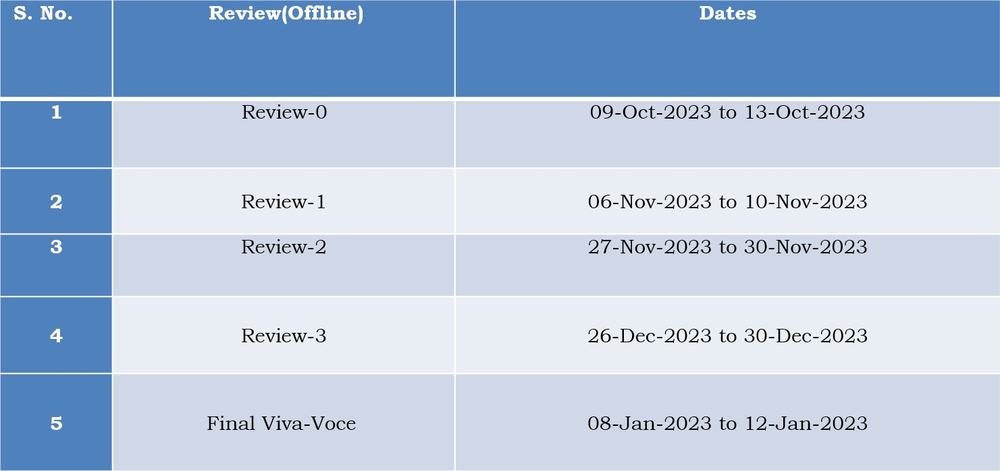 S. No. Review(Offline) Dates
1 Review-0 09-Oct-2023 to 13-Oct-2023
2 Review-1 06-Nov-2023 to 10-Nov-2023
3 Review-2 27-Nov-2023 to 30-Nov-2023
4 Review-3 26-Dec-2023 to 30-Dec-2023
5 Final Viva-Voce 08-Jan-2023 to 12-Jan-2023